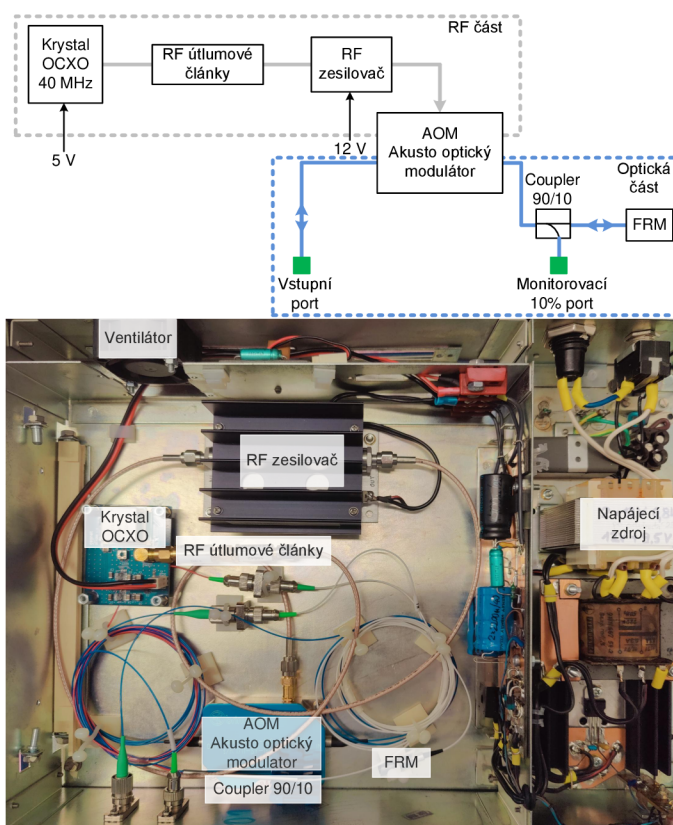 RF část
Krystal
OCXO
40 MHz
RF útlumové
články
RF
zesilovač
5 V
12 V
AOM
Akusto optický
modulátor
Coupler
90/10
Optická
část
FRM
Vstupní
port
Monitorovací
10% port
Ventilátor
RF zesilovač
OUT
Krystal
OCXO
RF útlumové články
Napájecí
zdroj
AOM
Akusto optický
modulator
FRM
Coupler 90/10